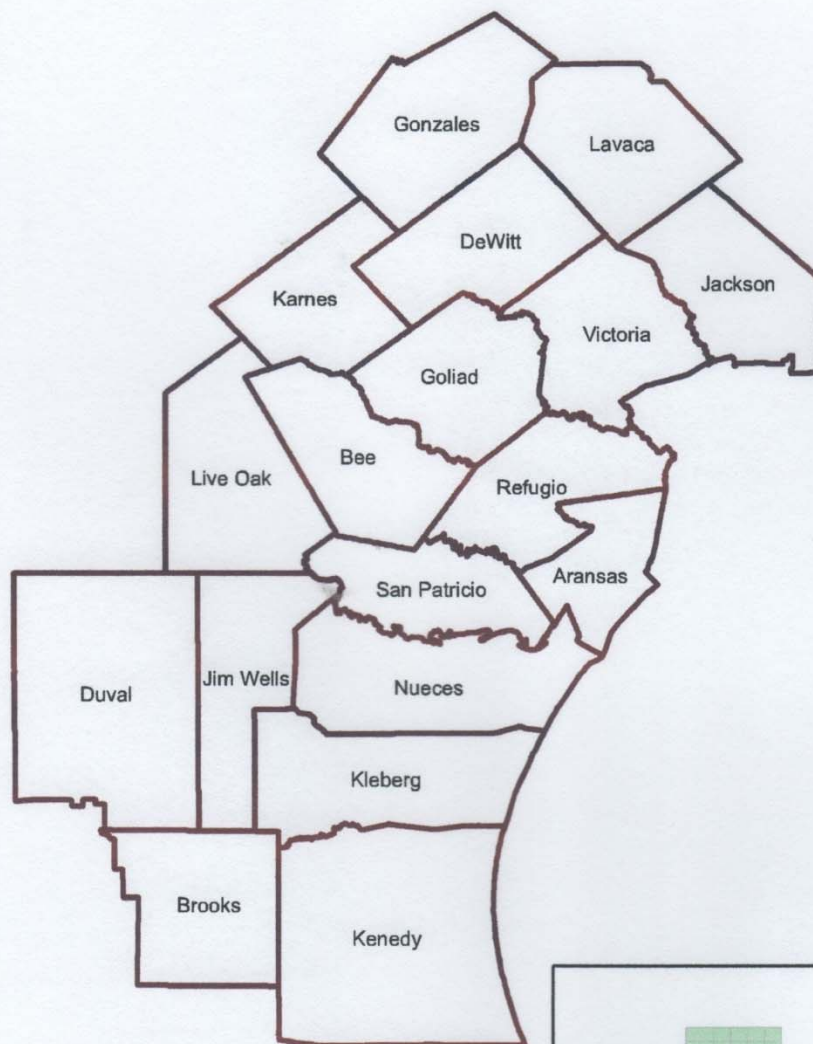 Gonzales
Lavaca
DeWitt
Jackson
Karnes
Victoria
Goliad
Bee
Live Oak
Refugio
Aransas
San Patricio
Jim Wells
Nueces
Duval
Kleberg
Brooks
Kenedy